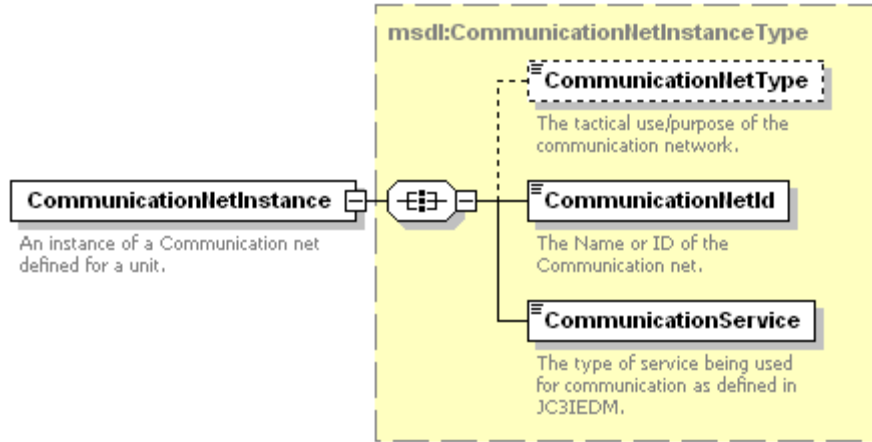 msdl:CommunicationNetInstanceType
CommunicationNetType
The tactical use/purpose of the
communication network.
CommunicationNetInstance
An instance of a Communication net
defined for a unit.
CommunicationNetId
The Name or ID of the
Communication net.
CommunicationService
The type of service being used
for communication as defined in
JC3IEDM.